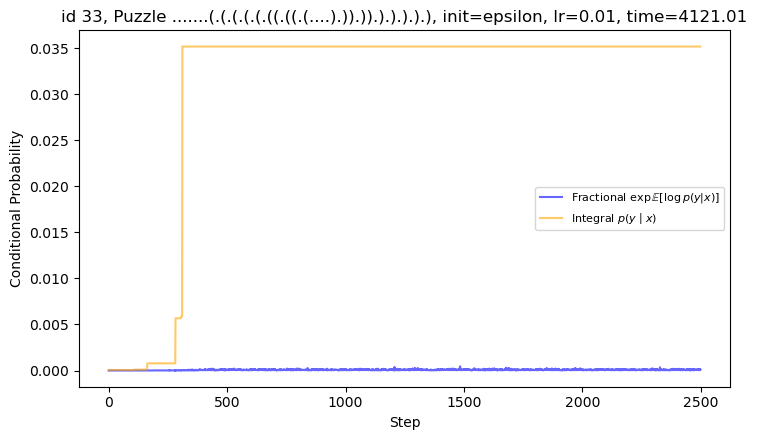 id 33, Puzzle .......(.(.(.(.(.((.((.(....).)).)).).).).).).), init=epsilon, lr=0.01, time=4121.01
Conditional Probability
0.035
0.030
0.025
0.020
0.015
0.010
0.005
0.000
Fractional exp𝔼[log p(y|x)]
Integral p(y | x)
0
500
1000
1500
2000
2500
Step